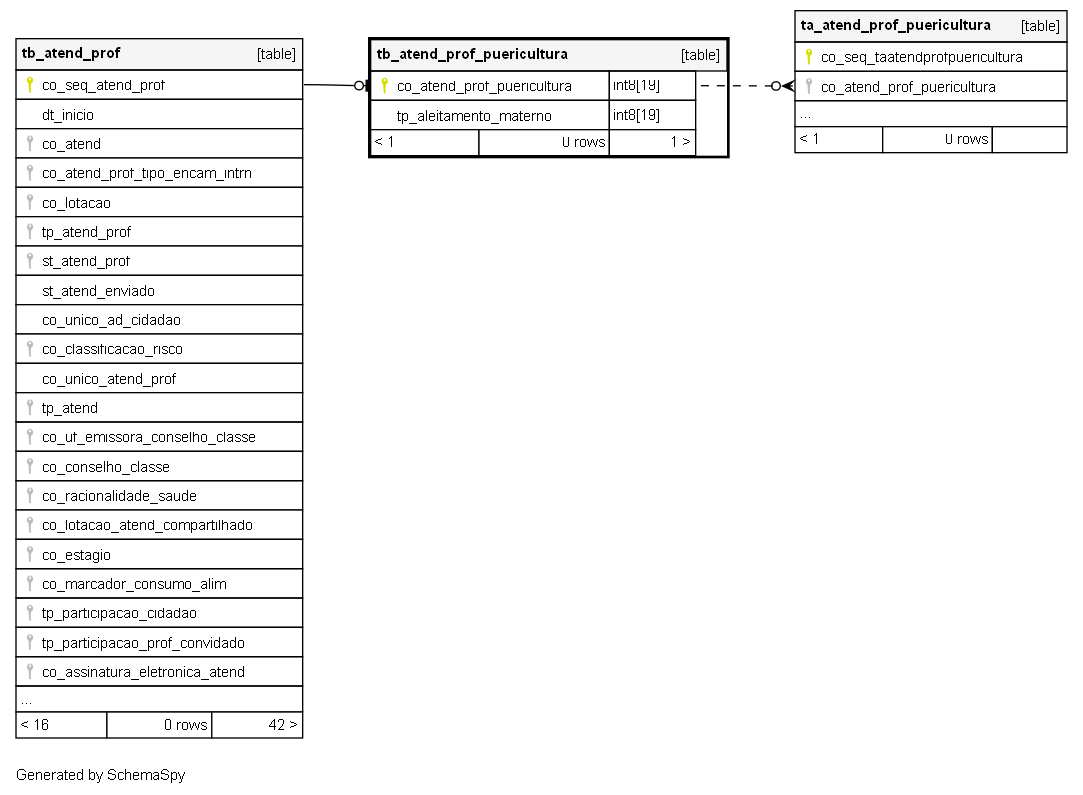 tb_atend_prof [table]
co_seq_atend_prof
dt_inicio
co_atend
co_atend_prof_tipo_encam_intrn
co_lotacao
tp_atend_prof
st_atend_prof
st_atend_enviado
co_unico_ad_cidadao
co_classificacao_risco
co_unico_atend_prof
tp_atend
co_uf_emissora_conselho_classe
co_conselho_classe
co_racionalidade_saude
co_lotacao_atend_compartilhado
co_estagio
co_marcador_consumo_alim
tp_participacao_cidadao
tp_participacao_prof_convidado
co_assinatura_eletronica_atend
...
< 16 0 rows 42 >
tb_atend_prof_puericultura [table]
co_atend_prof_puericultura int8[19]
tp_aleitamento_materno int8[19]
< 1 0 rows 1 >
ta_atend_prof_puericultura [table]
co_seq_taatendprofpuericultura
co_atend_prof_puericultura
...
< 1 0 rows
Generated by SchemaSpy